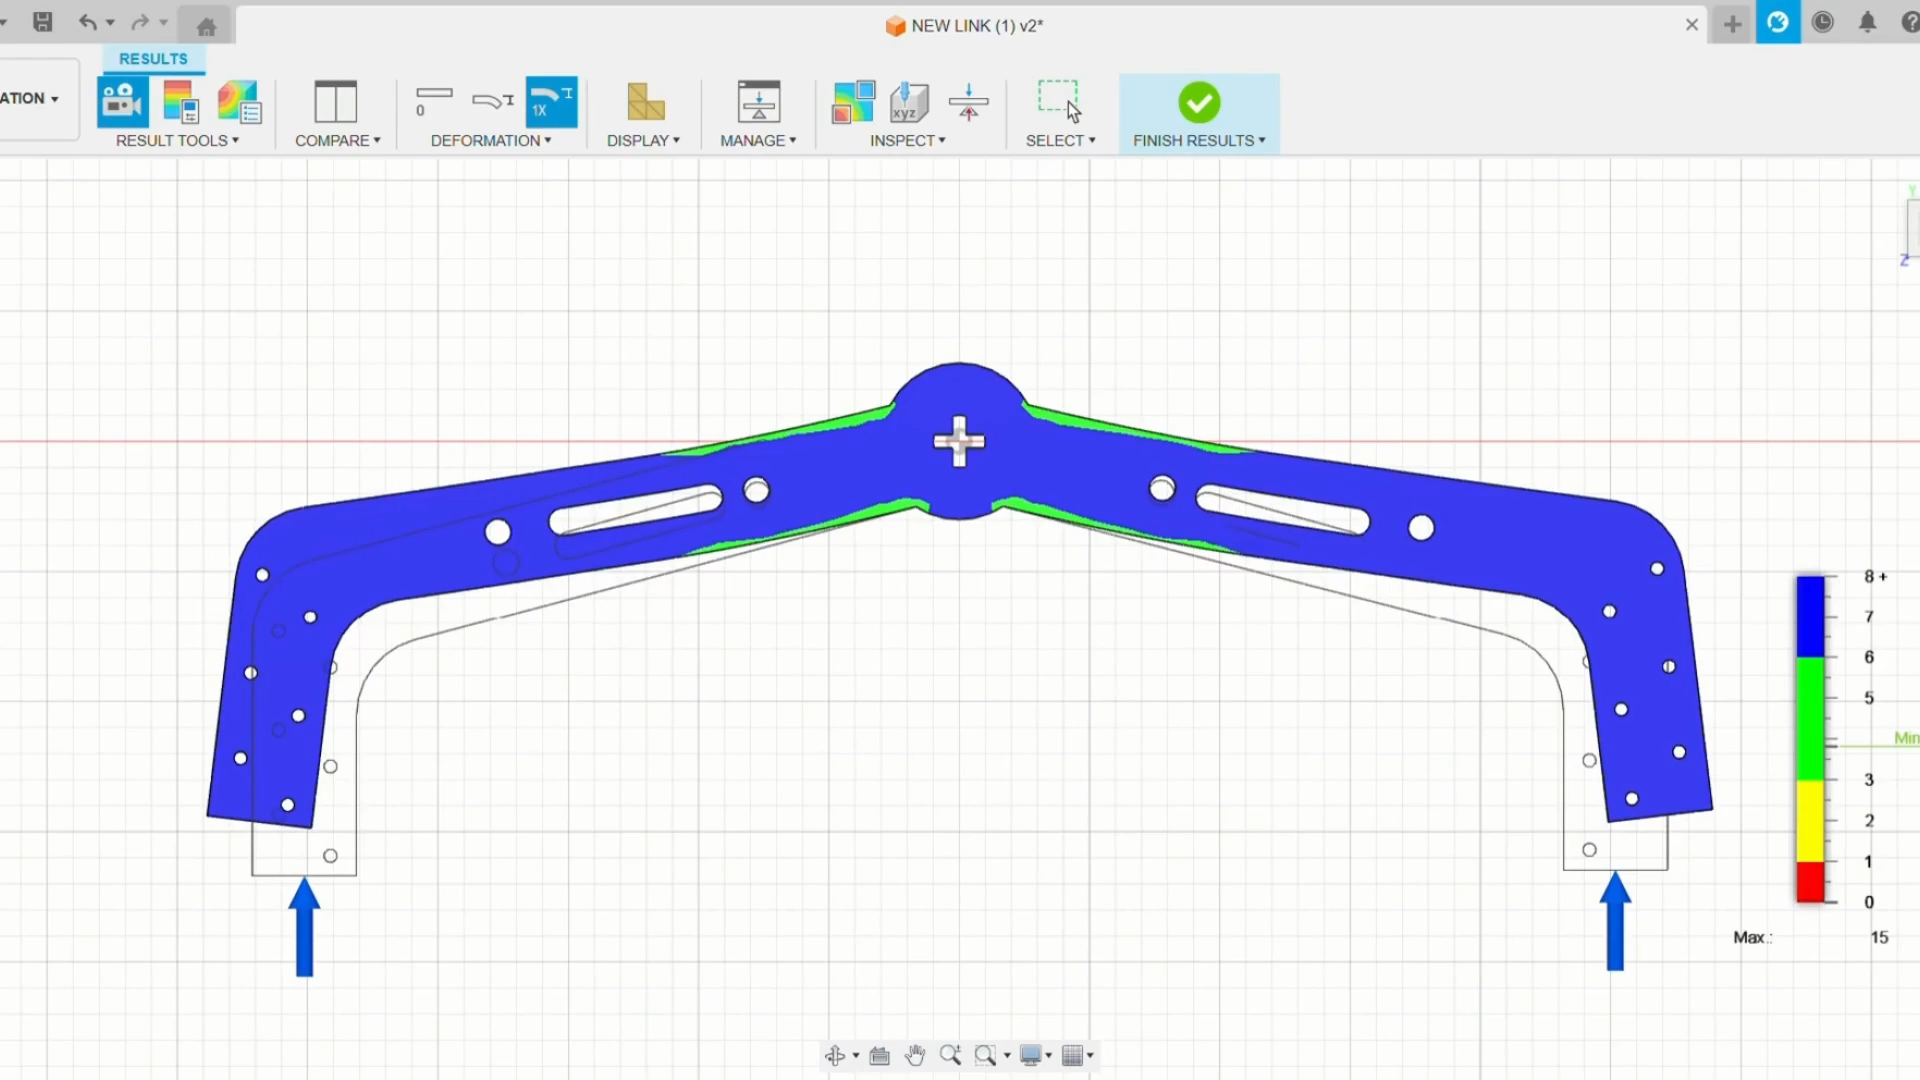 NEW LINK (1) v2*
RESULTS
ATION
0
1X
xyz
RESULT TOOLS
COMPARE
DEFORMATION
DISPLAY
MANAGE
INSPECT
SELECT
FINISH RESULTS
Y
Z
8 +
7
6
5
Min
3
2
1
0
Max.: 15